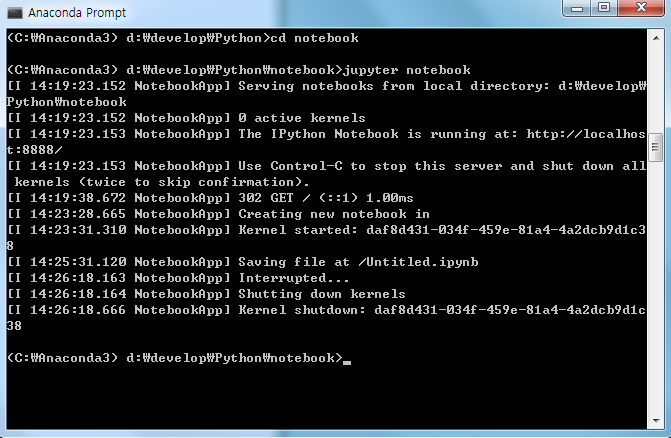 Anaconda Prompt
(C:₩Anaconda3) d:₩develop₩Python>cd notebook
(C:₩Anaconda3) d:₩develop₩Python₩notebook>jupyter notebook
[I 14:19:23.152 NotebookApp] Serving notebooks from local directory: d:₩develop₩
Python₩notebook
[I 14:19:23.152 NotebookApp] 0 active kernels
[I 14:19:23.153 NotebookApp] The IPython Notebook is running at: http://localhos
t:8888/
[I 14:19:23.153 NotebookApp] Use Control-C to stop this server and shut down all
 kernels (twice to skip confirmation).
[I 14:19:38.672 NotebookApp] 302 GET / (::1) 1.00ms
[I 14:23:28.665 NotebookApp] Creating new notebook in
[I 14:23:31.310 NotebookApp] Kernel started: daf8d431-034f-459e-81a4-4a2dcb9d1c3
8
[I 14:25:31.120 NotebookApp] Saving file at /Untitled.ipynb
[I 14:26:18.163 NotebookApp] Interrupted...
[I 14:26:18.164 NotebookApp] Shutting down kernels
[I 14:26:18.666 NotebookApp] Kernel shutdown: daf8d431-034f-459e-81a4-4a2dcb9d1c
38
(C:₩Anaconda3) d:₩develop₩Python₩notebook>_